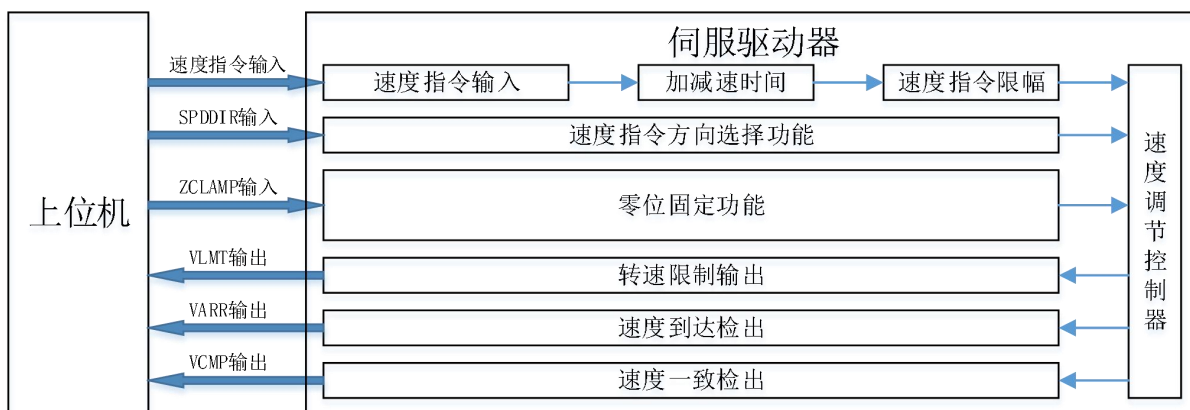 伺服驱动器
速度指令输入
速度指令输入
加减速时间
速度指令限幅
SPDDIR输入
速度指令方向选择功能
ZCLAMP输入
零位固定功能
上位机
速度调节控制器
VLMT输出
转速限制输出
VARR输出
速度到达检出
VCMP输出
速度一致检出